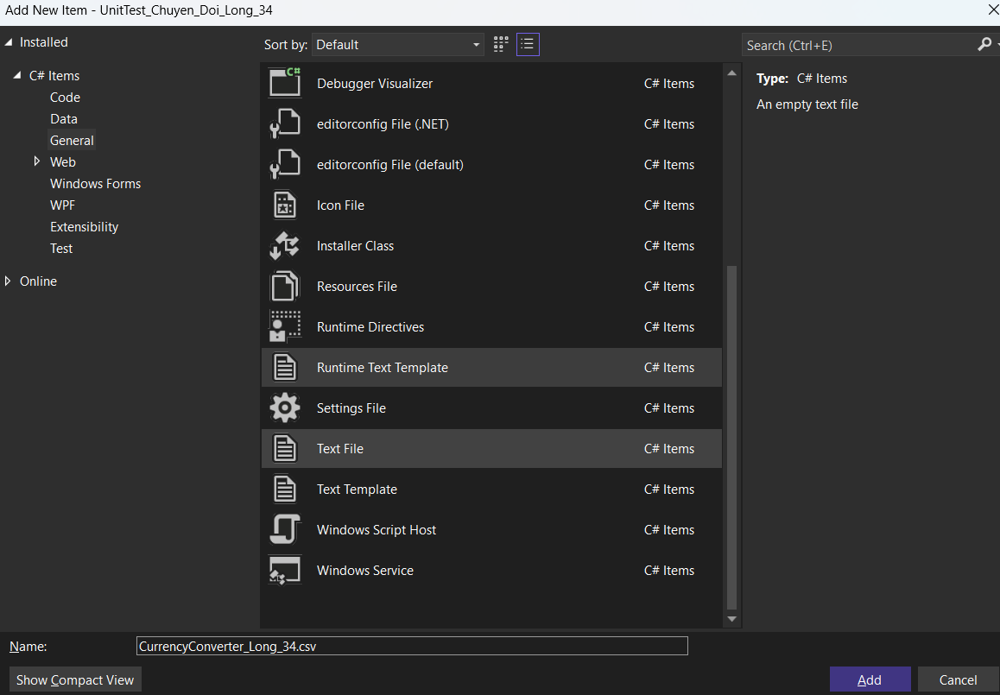 Add New Item - UnitTest_Chuyen_Doi_Long_34
Installed
C# Items
Code
Data
General
Web
Windows Forms
WPF
Extensibility
Test
Online
Sort by: Default
Debugger Visualizer C# Items
editorconfig File (.NET) C# Items
editorconfig File (default) C# Items
Icon File C# Items
Installer Class C# Items
Resources File C# Items
Runtime Directives C# Items
Runtime Text Template C# Items
Settings File C# Items
Text File C# Items
Text Template C# Items
Windows Script Host C# Items
Windows Service C# Items
Search (Ctrl+E)
Type: C# Items
An empty text file
Name: CurrencyConverter_Long_34.csv
Show Compact View Add Cancel